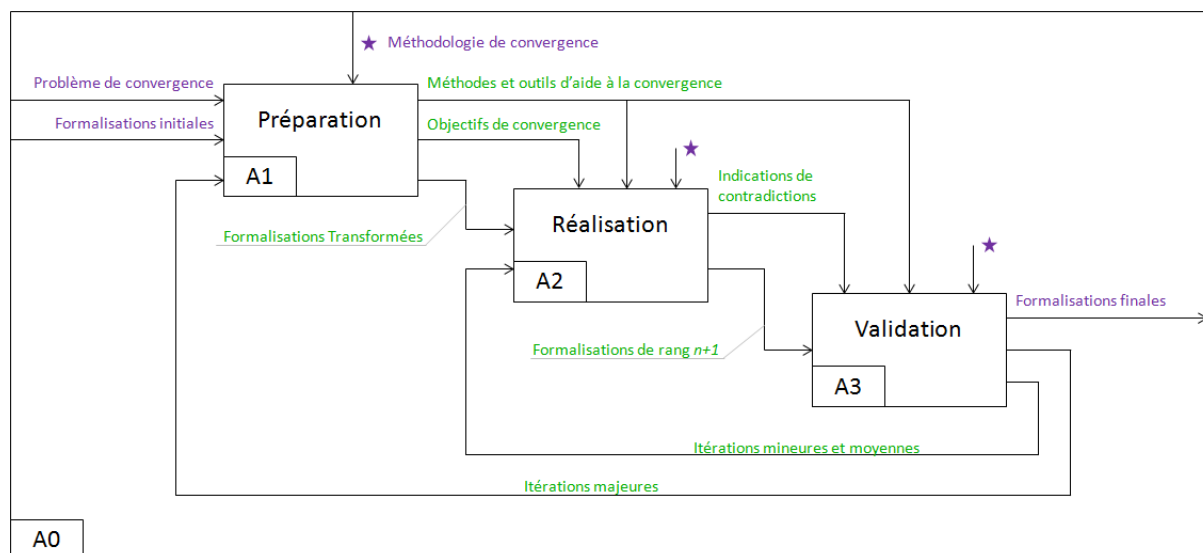 ★ Méthodologie de convergence
Problème de convergence
Méthodes et outils d'aide à la convergence
Préparation
Formalisations initiales
Objectifs de convergence
A1
★
Indications de
contradictions
Réalisation
Formalisations Transformées
★
A2
Formalisations finales
Validation
Formalisations de rang n+1
A3
Itérations mineures et moyennes
Itérations majeures
A0